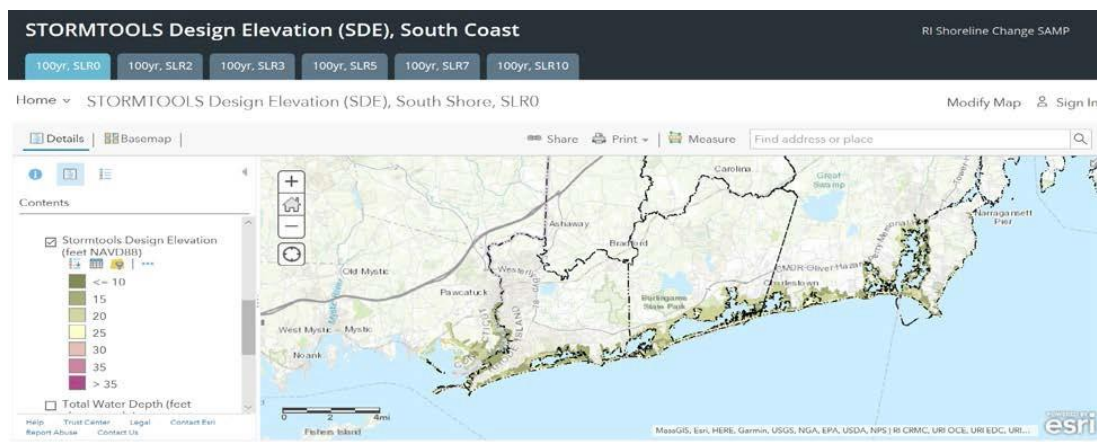 STORMTOOLS Design Elevation (SDE), South Coast
RI Shoreline Change SAMP
100yr, SLR0
100yr, SLR2
100yr, SLR3
100yr, SLR5
100yr, SLR7
100yr, SLR10
Home
STORMTOOLS Design Elevation (SDE), South Shore, SLR0
Modify Map
Sign In
Details
Basemap
Share
Print
Measure
Find address or place
Contents
Stormtools Design Elevation
(feet NAVD88)
<= 10
15
20
25
30
35
> 35
Total Water Depth (feet
Help
Trust Center
Legal
Contact Esri
Report Abuse
Contact Us
Carolina
Great
Swamp
Narragansett
Pier
Ashaway
Bradford
Old Mystic
Westerly
Pawcatuck
Charlestown
Burlingame
State Park
West Mystic
Mystic
ISLAND
Noank
0
2
4mi
Fishers Island
MassGIS, Esri, HERE, Garmin, USGS, NGA, EPA, USDA, NPS | RI CRMC, URI OCE, URI EDC, URI...
POWERED BY
esri